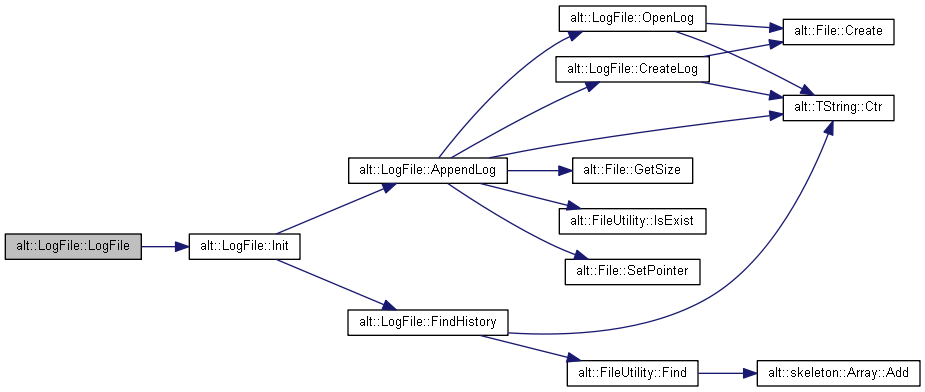 alt::LogFile::OpenLog
alt::File::Create
alt::LogFile::CreateLog
alt::TString::Ctr
alt::LogFile::AppendLog
alt::File::GetSize
alt::FileUtility::IsExist
alt::LogFile::LogFile
alt::LogFile::Init
alt::File::SetPointer
alt::LogFile::FindHistory
alt::FileUtility::Find
alt::skeleton::Array::Add